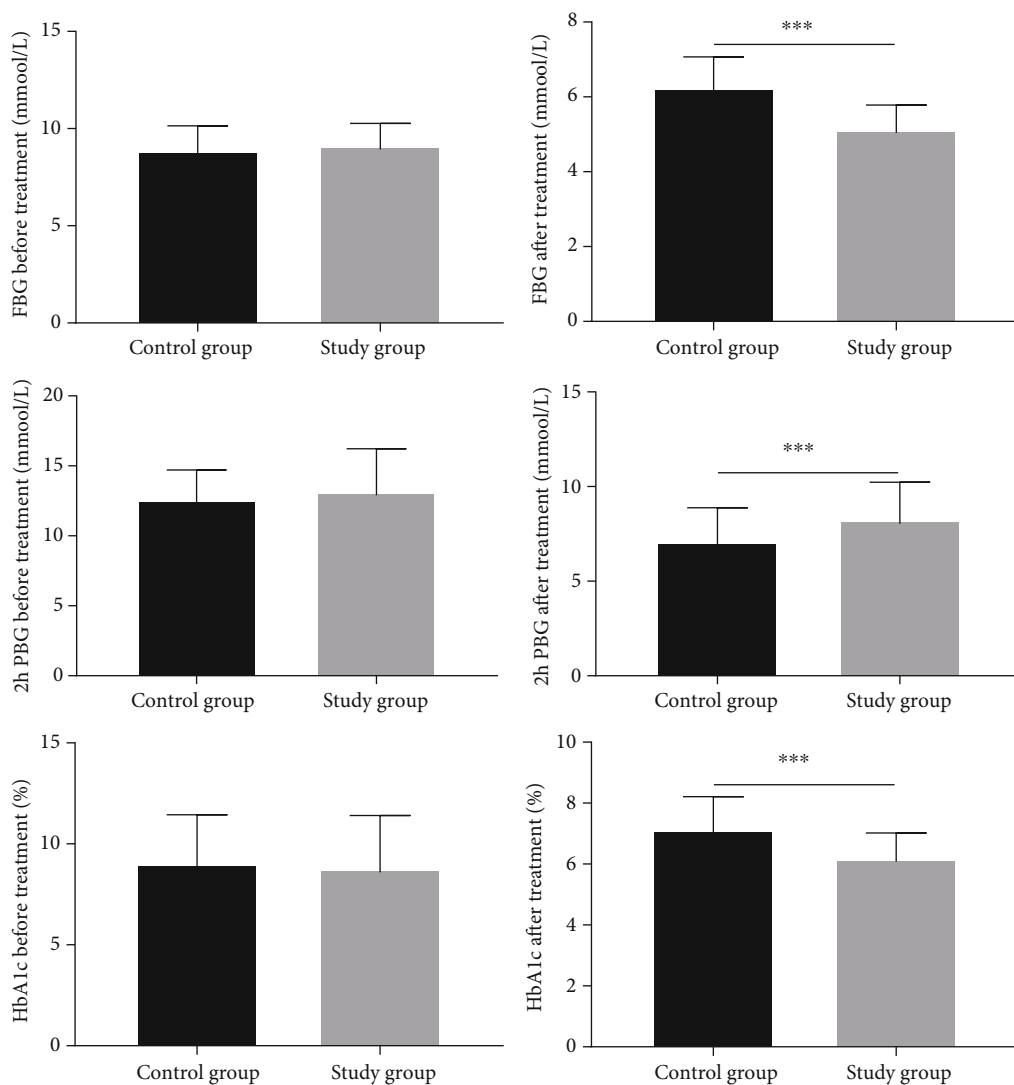 FBG before treatment (mmool/L)
15
10
5
0
Control group
Study group
FBG after treatment (mmool/L)
8
6
4
2
0
***
Control group
Study group
2h PBG before treatment (mmool/L)
20
15
10
5
0
Control group
Study group
2h PBG after treatment (mmool/L)
15
10
5
0
***
Control group
Study group
HbA1c before treatment (%)
15
10
5
0
Control group
Study group
HbA1c after treatment (%)
10
8
6
4
2
0
***
Control group
Study group